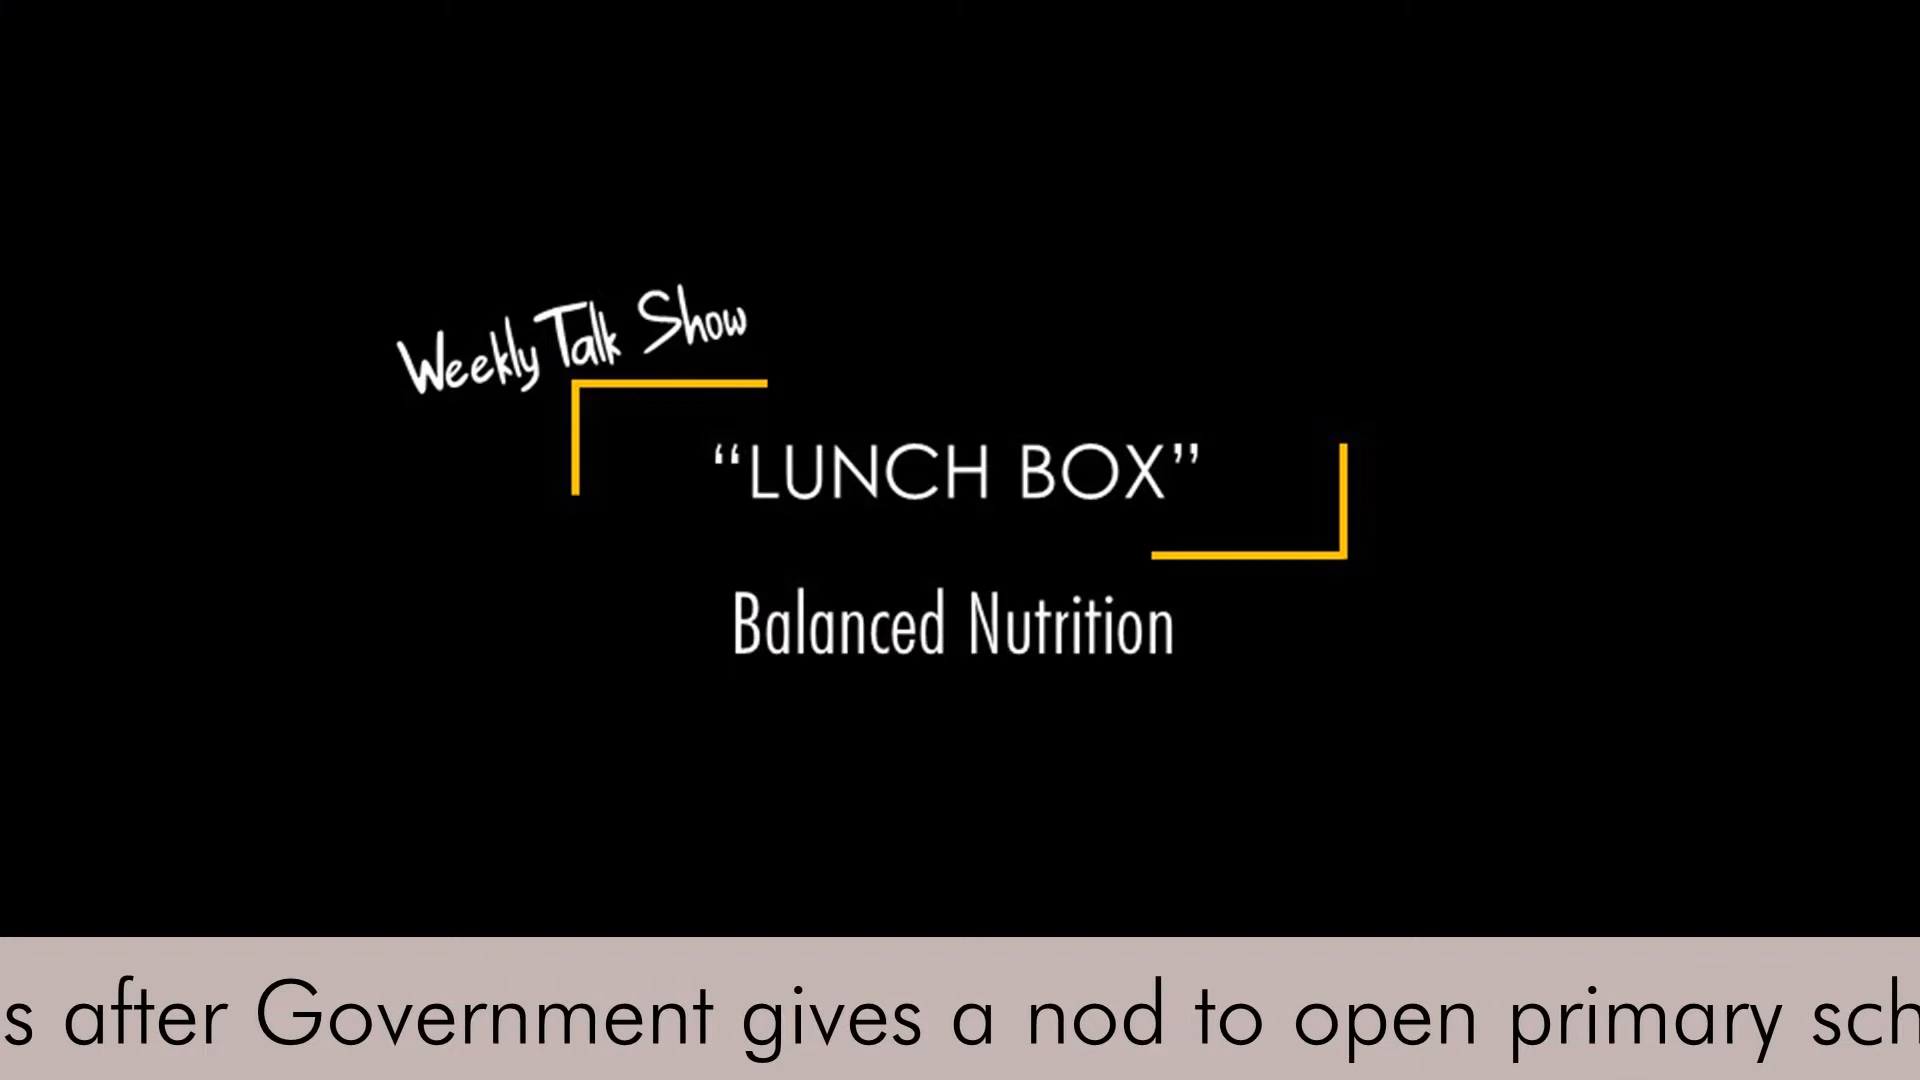 Weekly Talk Show
“LUNCH BOX”
Balanced Nutrition
s after Government gives a nod to open primary sch